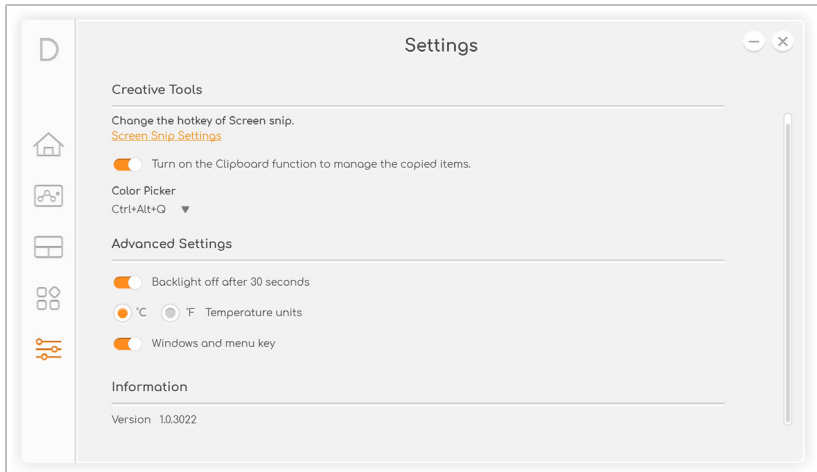 D
Settings
Creative Tools
Change the hotkey of Screen snip.
Screen Snip Settings
Turn on the Clipboard function to manage the copied items.
Color Picker
Ctrl+Alt+Q
Advanced Settings
Backlight off after 30 seconds
°C °F Temperature units
Windows and menu key
Information
Version 1.0.3022